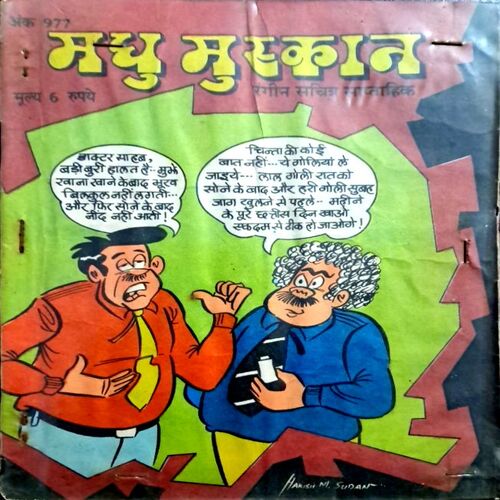 अंक 977
मधु मुस्कान
मूल्य 6 रुपये
रंगीन सचित्र साप्ताहिक
डाक्टर साहब,
बड़ी बुरी हालत है-- मुझे
खाना खाने के बाद भूख
बिलकुल नहीं लगती...
और फिर सोने के बाद
नींद नहीं आती!
चिन्ता की कोई
बात नहीं... ये गोलियां ले
जाइये--- लाल गोली रात को
सोने के बाद और हरी गोली सुबह
जाग खुलने से पहले-- महीने
के पूरे छत्तीस दिन खाओ
एकदम से ठीक हो जाओगे!
HARISH M. SUDAN